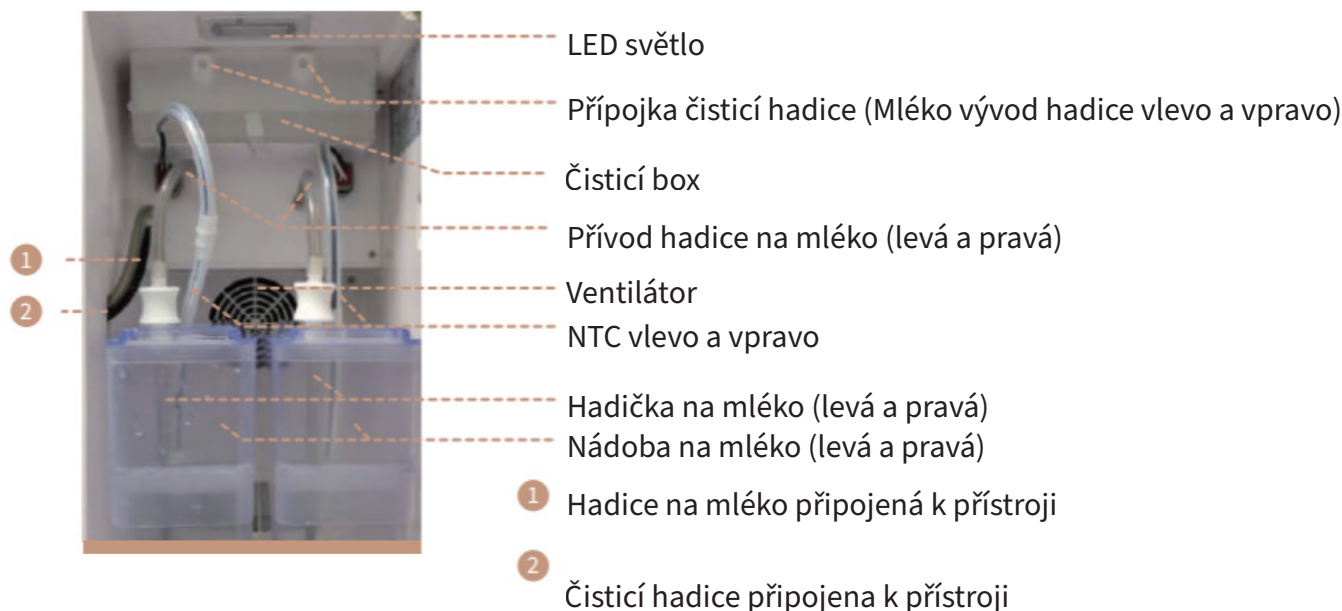 LED světlo
Přípojka čisticí hadice (Mléko vývod hadice vlevo a vpravo)
Čisticí box
Přívod hadice na mléko (levá a pravá)
1
2
Ventilátor
NTC vlevo a vpravo
Hadička na mléko (levá a pravá)
Nádoba na mléko (levá a pravá)
1 Hadice na mléko připojená k přístroji
2
Čisticí hadice připojena k přístroji